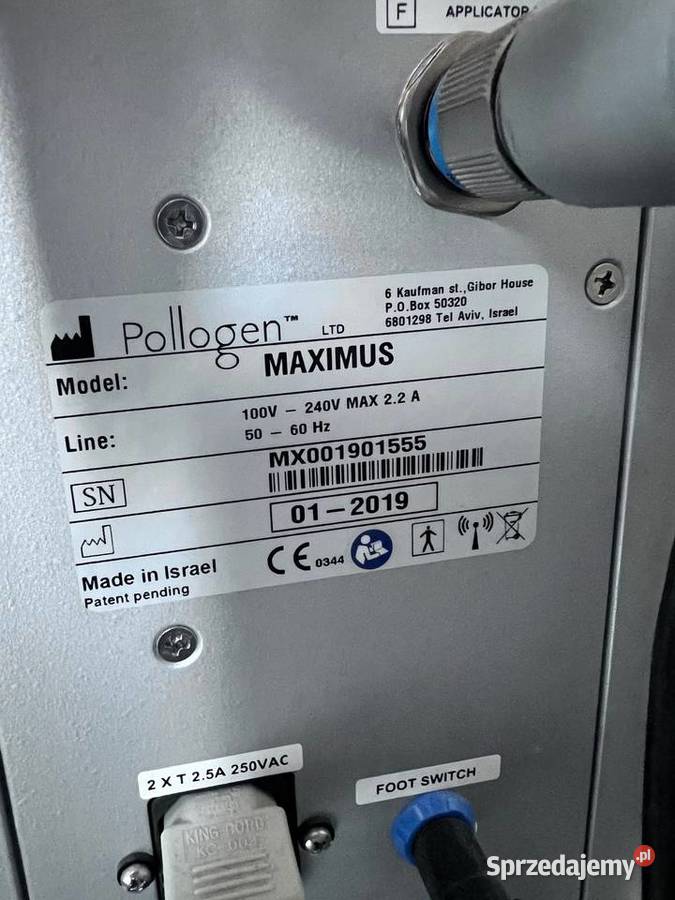 F APPLICATOR
Pollogen™ LTD
6 Kaufman st.,Gibor House
P.O.Box 50320
6801298 Tel Aviv, Israel
Model: MAXIMUS
Line: 100V – 240V MAX 2.2 A
50 – 60 Hz
SN MX001901555
01–2019
Made in Israel
Patent pending
CE 0344
2 X T 2.5A 250VAC
FOOT SWITCH
KING CORD
Sprzedajemy.pl